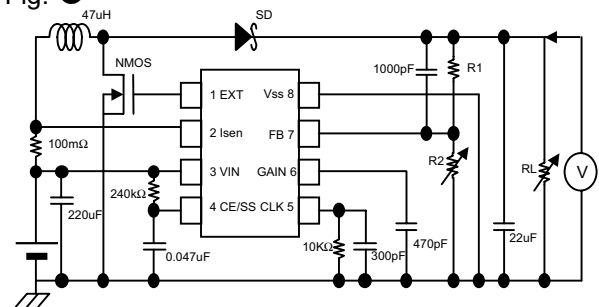 Fig.
47uH
SD
NMOS
1000pF
R1
1 EXT
Vss 8
2 Isen
FB 7
100mΩ
R2
RL
V
3 VIN
GAIN 6
240kΩ
220uF
4 CE/SS
CLK 5
0.047uF
10KΩ
300pF
470pF
22uF